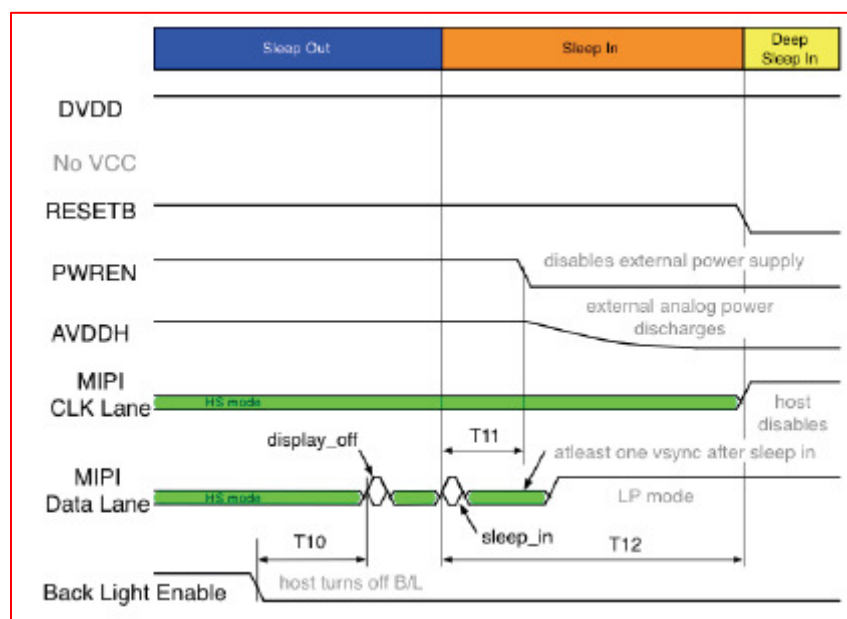 Sleep Out
Sleep In
Deep
Sleep In
DVDD
No VCC
RESETB
PWREN
disables external power supply
external analog power
discharges
AVDDH
MIPI
CLK Lane
HS mode
host
disables
display_off
T11
atleast one vsync after sleep in
MIPI
Data Lane
HS mode
LP mode
sleep_in
T10
T12
Back Light Enable
host turns off B/L